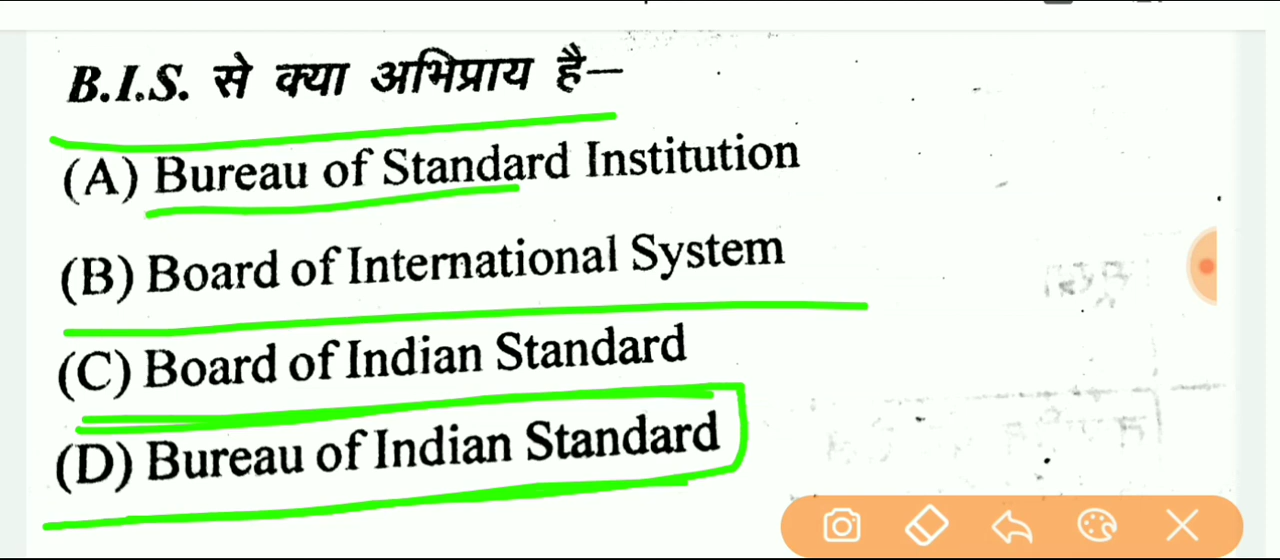 B.I.S. से क्या अभिप्राय है—
(A) Bureau of Standard Institution
(B) Board of International System
(C) Board of Indian Standard
(D) Bureau of Indian Standard